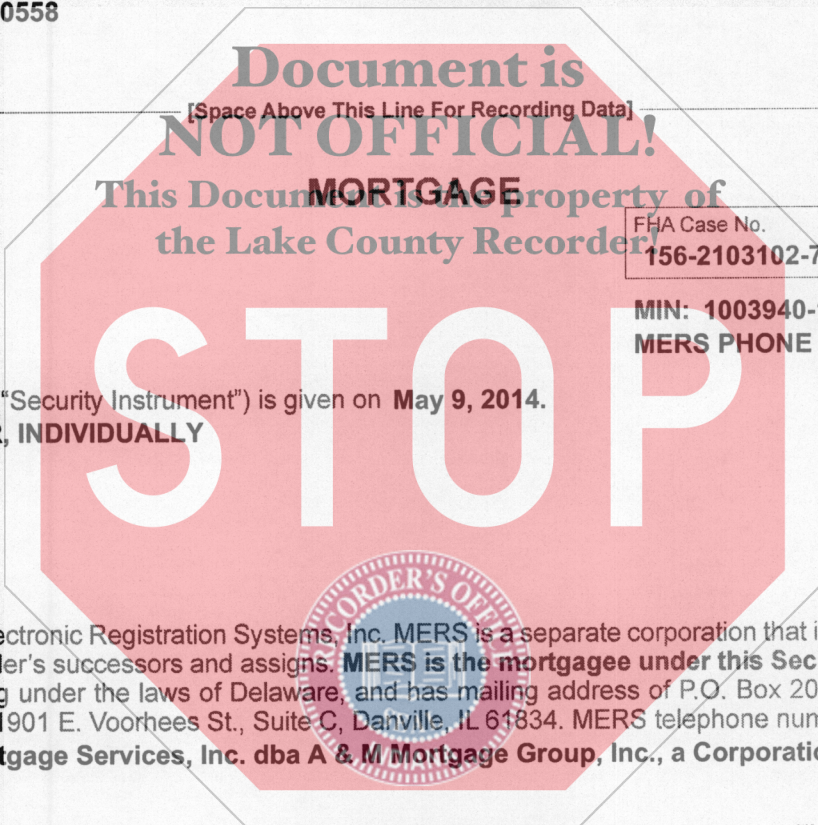 0558
Document is
[Space Above This Line For Recording Data]
NOT OFFICIAL!
This Document is the property of
MORTGAGE
the Lake County Recorder!
FHA Case No.
156-2103102-7
MIN: 1003940-
MERS PHONE
STOP
“Security Instrument”) is given on May 9, 2014.
, INDIVIDUALLY
RECORDER'S OFFICE
ectronic Registration Systems, Inc. MERS is a separate corporation that i
der’s successors and assigns. MERS is the mortgagee under this Sec
g under the laws of Delaware, and has mailing address of P.O. Box 20
1901 E. Voorhees St., Suite C, Danville, IL 61834. MERS telephone num
tgage Services, Inc. dba A & M Mortgage Group, Inc., a Corporatio